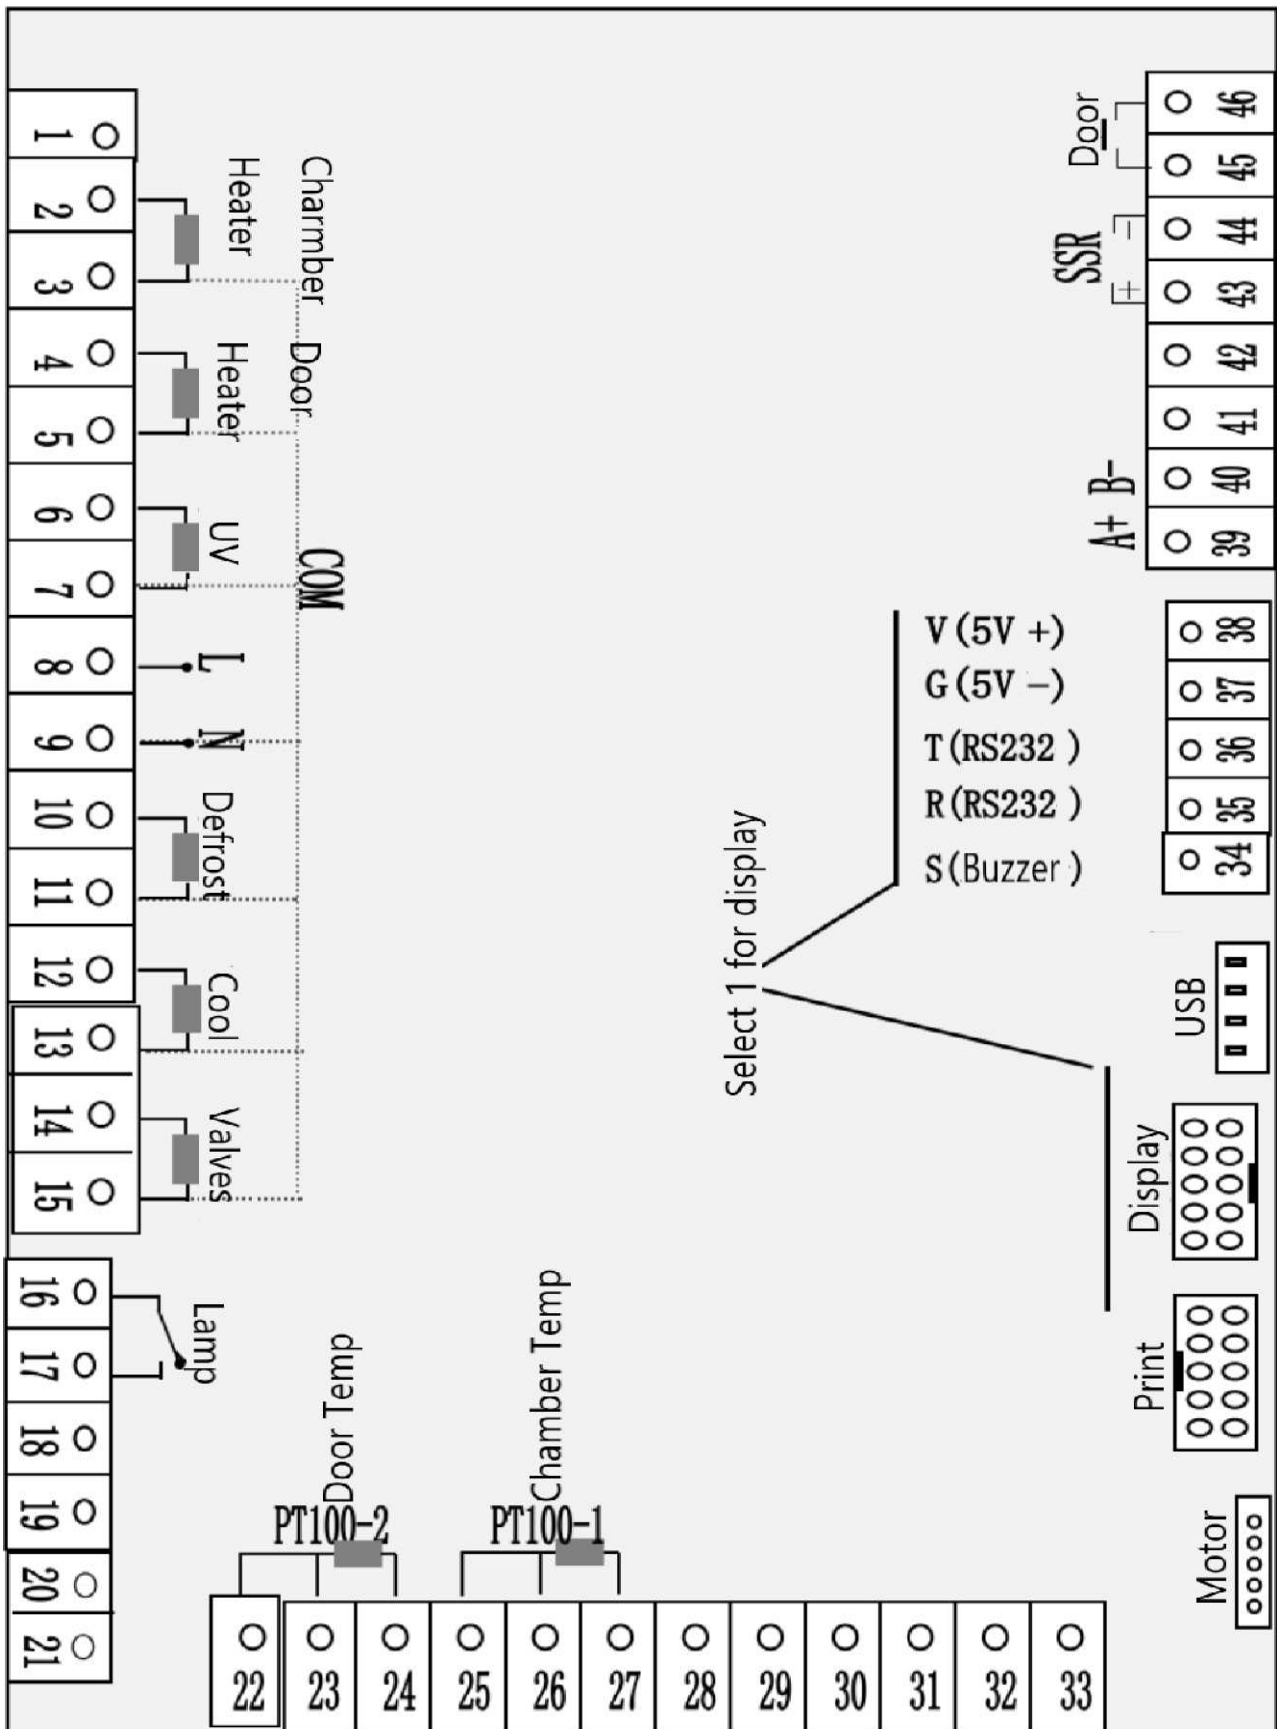 1
2
3
4
5
6
7
8
9
10
11
12
13
14
15
16
17
18
19
20
21
Charmber
Heater
Door
Heater
UV
COM
L
N
Defrost
Cool
Valves
Lamp
Door Temp
PT100-2
Chamber Temp
PT100-1
22
23
24
25
26
27
28
29
30
31
32
33
Select 1 for display
V(5V +)
G(5V -)
T(RS232 )
R(RS232 )
S(Buzzer )
Door
SSR
-
+
A+ B-
46
45
44
43
42
41
40
39
38
37
36
35
34
USB
Display
Print
Motor